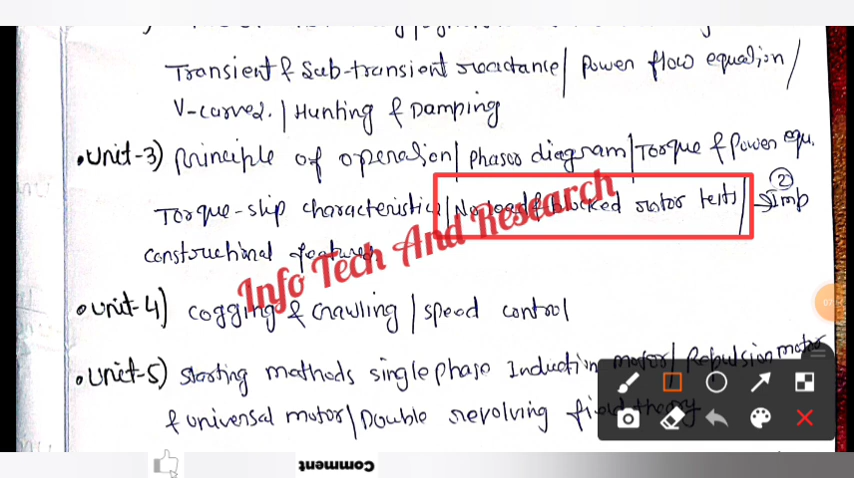 Transient & Sub-transient reactance / Power flow equation /
V-curved. / Hunting & Damping
•Unit-3) Principle of operation / phasor diagram / Torque & Power equ.
Torque-slip characteristics / No load & blocked rotor tests / → Imp
②
constructional features
•Unit-4) cogging & crawling / speed control
•Unit-5) starting methods single phase Induction motor / Repulsion motor
& universal motor / Double revolving field theory
Info Tech And Research
Comment